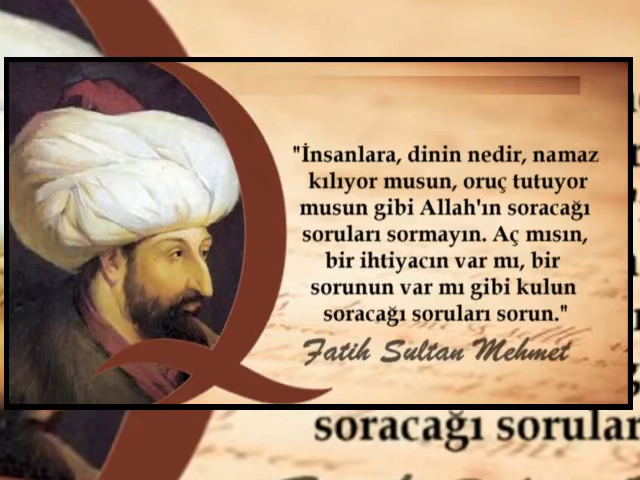 "İnsanlara, dinin nedir, namaz
kılıyor musun, oruç tutuyor
musun gibi Allah'ın soracağı
soruları sormayın. Aç mısın,
bir ihtiyacın var mı, bir
sorunun var mı gibi kulun
soracağı soruları sorun."
Fatih Sultan Mehmet
soracağı sorular